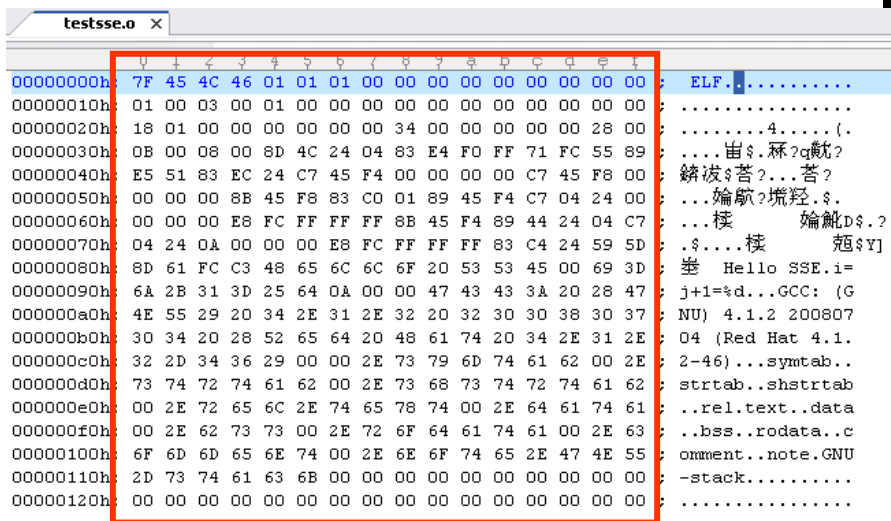 testsse.o ×
0 1 2 3 4 5 6 7 8 9 a b c d e f
00000000h: 7F 45 4C 46 01 01 01 00 00 00 00 00 00 00 00 00 ; ELF............
00000010h: 01 00 03 00 01 00 00 00 00 00 00 00 00 00 00 00 ; ................
00000020h: 18 01 00 00 00 00 00 00 34 00 00 00 00 00 28 00 ; ........4.....(.
00000030h: 0B 00 08 00 8D 4C 24 04 83 E4 F0 FF 71 FC 55 89 ; ....峀$.冧?q黆?
00000040h: E5 51 83 EC 24 C7 45 F4 00 00 00 00 C7 45 F8 00 ; 錛冹$荅?...荅?
00000050h: 00 00 00 8B 45 F8 83 C0 01 89 45 F4 C7 04 24 00 ; ...婨鴥?塃羟.$.
00000060h: 00 00 00 E8 FC FF FF FF 8B 45 F4 89 44 24 04 C7 ; ...桳 婨魤D$.?
00000070h: 04 24 0A 00 00 00 E8 FC FF FF FF 83 C4 24 59 5D ; .$....桳 兡$Y]
00000080h: 8D 61 FC C3 48 65 6C 6C 6F 20 53 53 45 00 69 3D ; Hello SSE.i=
00000090h: 6A 2B 31 3D 25 64 0A 00 00 47 43 43 3A 20 28 47 ; j+1=%d...GCC: (G
000000a0h: 4E 55 29 20 34 2E 31 2E 32 20 32 30 30 38 30 37 ; NU) 4.1.2 200807
000000b0h: 30 34 20 28 52 65 64 20 48 61 74 20 34 2E 31 2E ; 04 (Red Hat 4.1.
000000c0h: 32 2D 34 36 29 00 00 2E 73 79 6D 74 61 62 00 2E ; 2-46)...symtab..
000000d0h: 73 74 72 74 61 62 00 2E 73 68 73 74 72 74 61 62 ; strtab..shstrtab
000000e0h: 00 2E 72 65 6C 2E 74 65 78 74 00 2E 64 61 74 61 ; ..rel.text..data
000000f0h: 00 2E 62 73 73 00 2E 72 6F 64 61 74 61 00 2E 63 ; ..bss..rodata..c
00000100h: 6F 6D 6D 65 6E 74 00 2E 6E 6F 74 65 2E 47 4E 55 ; omment..note.GNU
00000110h: 2D 73 74 61 63 6B 00 00 00 00 00 00 00 00 00 00 ; -stack..........
00000120h: 00 00 00 00 00 00 00 00 00 00 00 00 00 00 00 00 ; ................